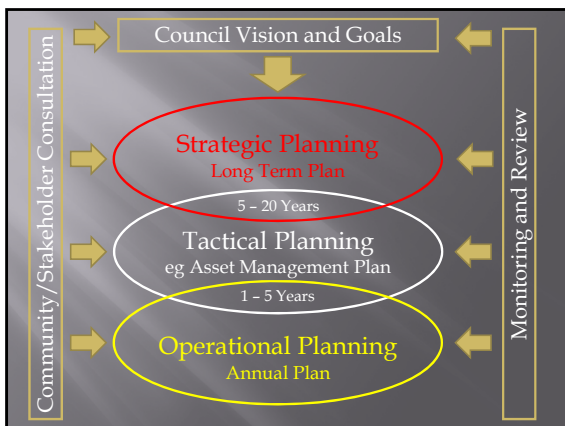 Council Vision and Goals
Community/Stakeholder Consultation
Strategic Planning
Long Term Plan
5 – 20 Years
Tactical Planning
eg Asset Management Plan
1 – 5 Years
Operational Planning
Annual Plan
Monitoring and Review